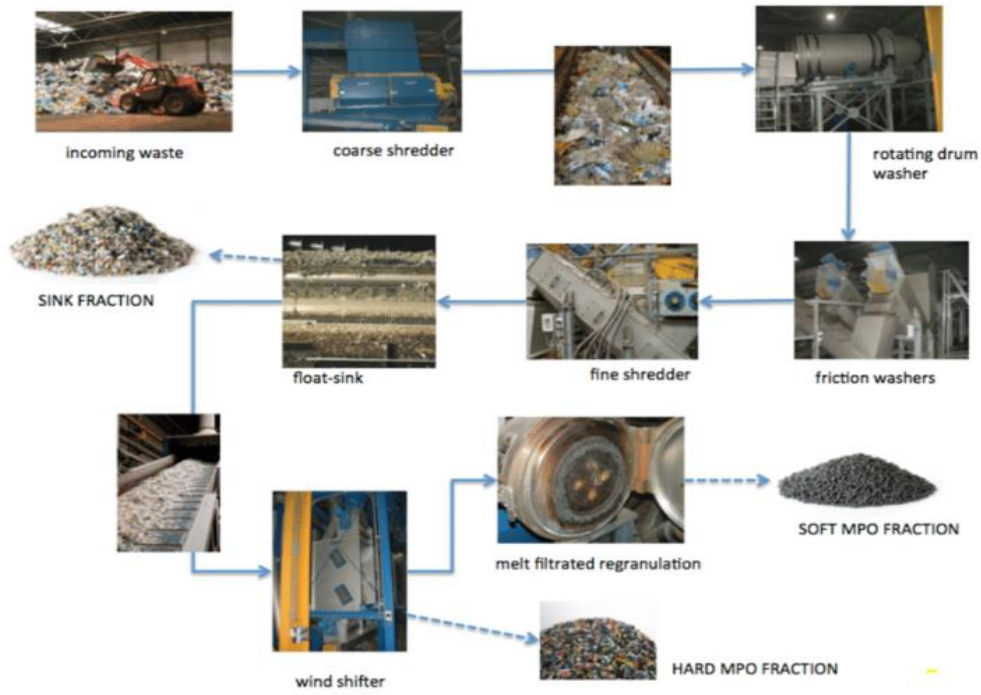 incoming waste
coarse shredder
rotating drum
washer
SINK FRACTION
float-sink
fine shredder
friction washers
melt filtrated regranulation
SOFT MPO FRACTION
wind shifter
HARD MPO FRACTION